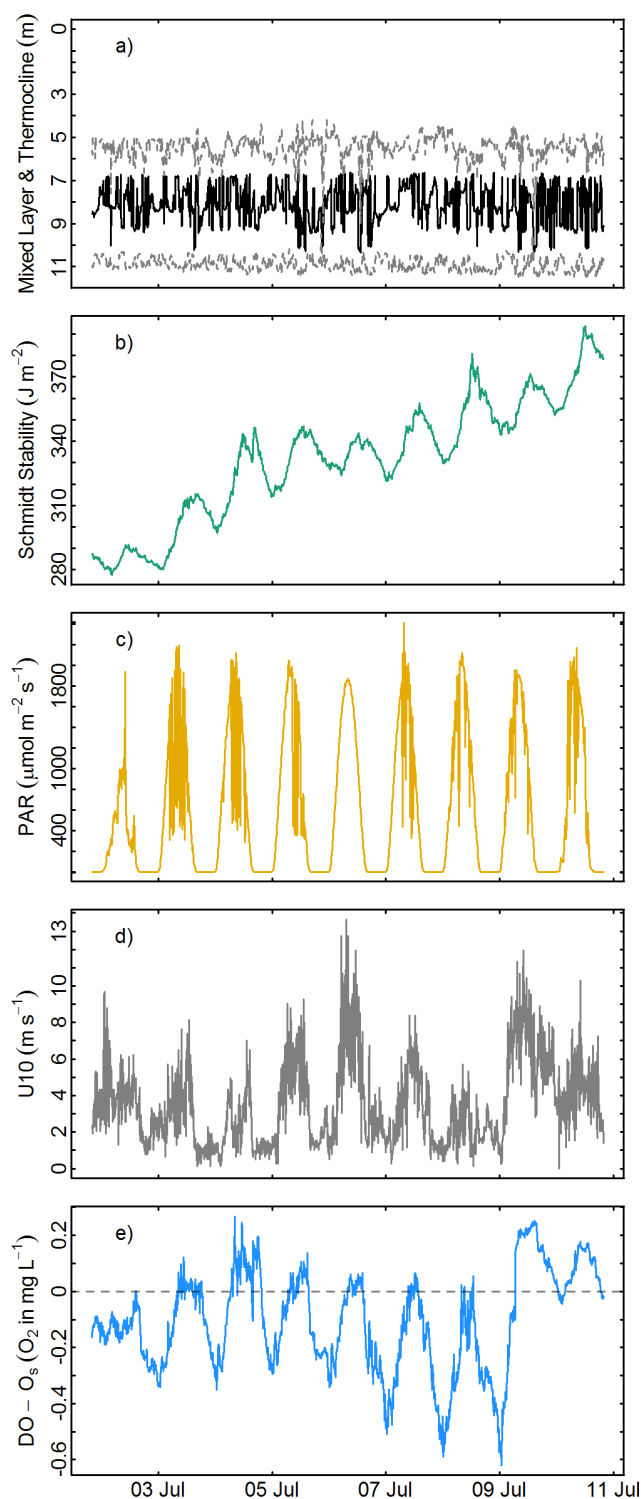 a)
Mixed Layer & Thermocline (m)
0
3
5
7
9
11
b)
Schmidt Stability (J m⁻²)
370
340
310
280
c)
PAR (μmol m⁻² s⁻¹)
1800
1000
400
d)
U10 (m s⁻¹)
13
10
8
6
4
2
0
e)
DO − Oₛ (O₂ in mg L⁻¹)
0.2
0
-0.2
-0.4
-0.6
03 Jul
05 Jul
07 Jul
09 Jul
11 Jul